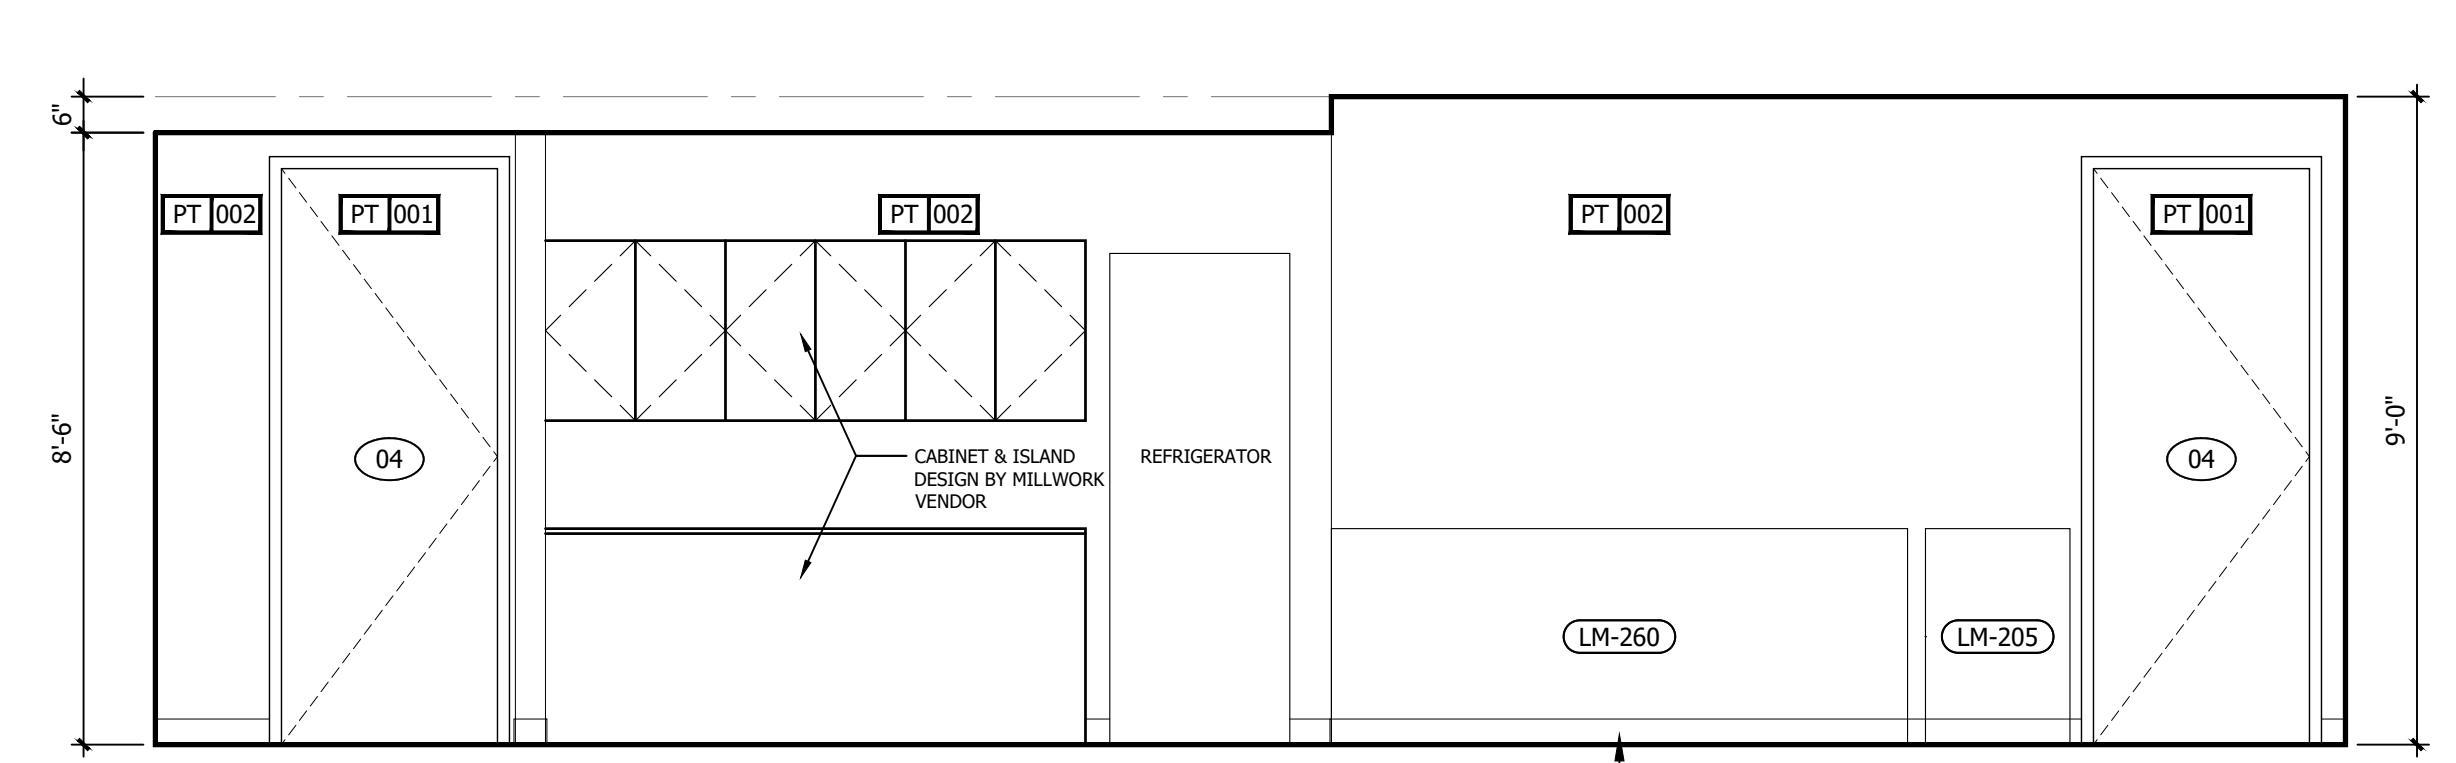 6"
PT 002
PT 001
PT 002
PT 002
PT 001
8'-6"
9'-0"
04
CABINET & ISLAND
DESIGN BY MILLWORK
VENDOR
REFRIGERATOR
04
LM-260
LM-205